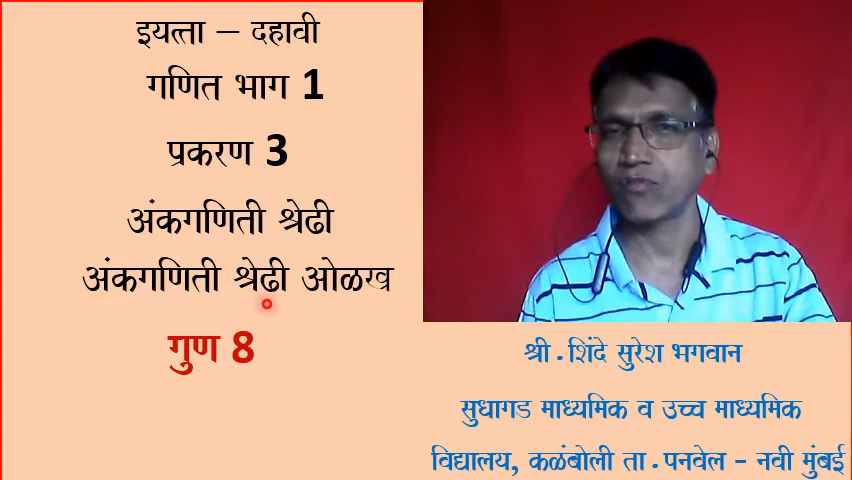 इयत्ता – दहावी
गणित भाग 1
प्रकरण 3
अंकगणिती श्रेढी
अंकगणिती श्रेढी ओळख
गुण 8
श्री . शिंदे सुरेश भगवान
सुधागड माध्यमिक व उच्च माध्यमिक
विद्यालय, कळंबोली ता . पनवेल - नवी मुंबई